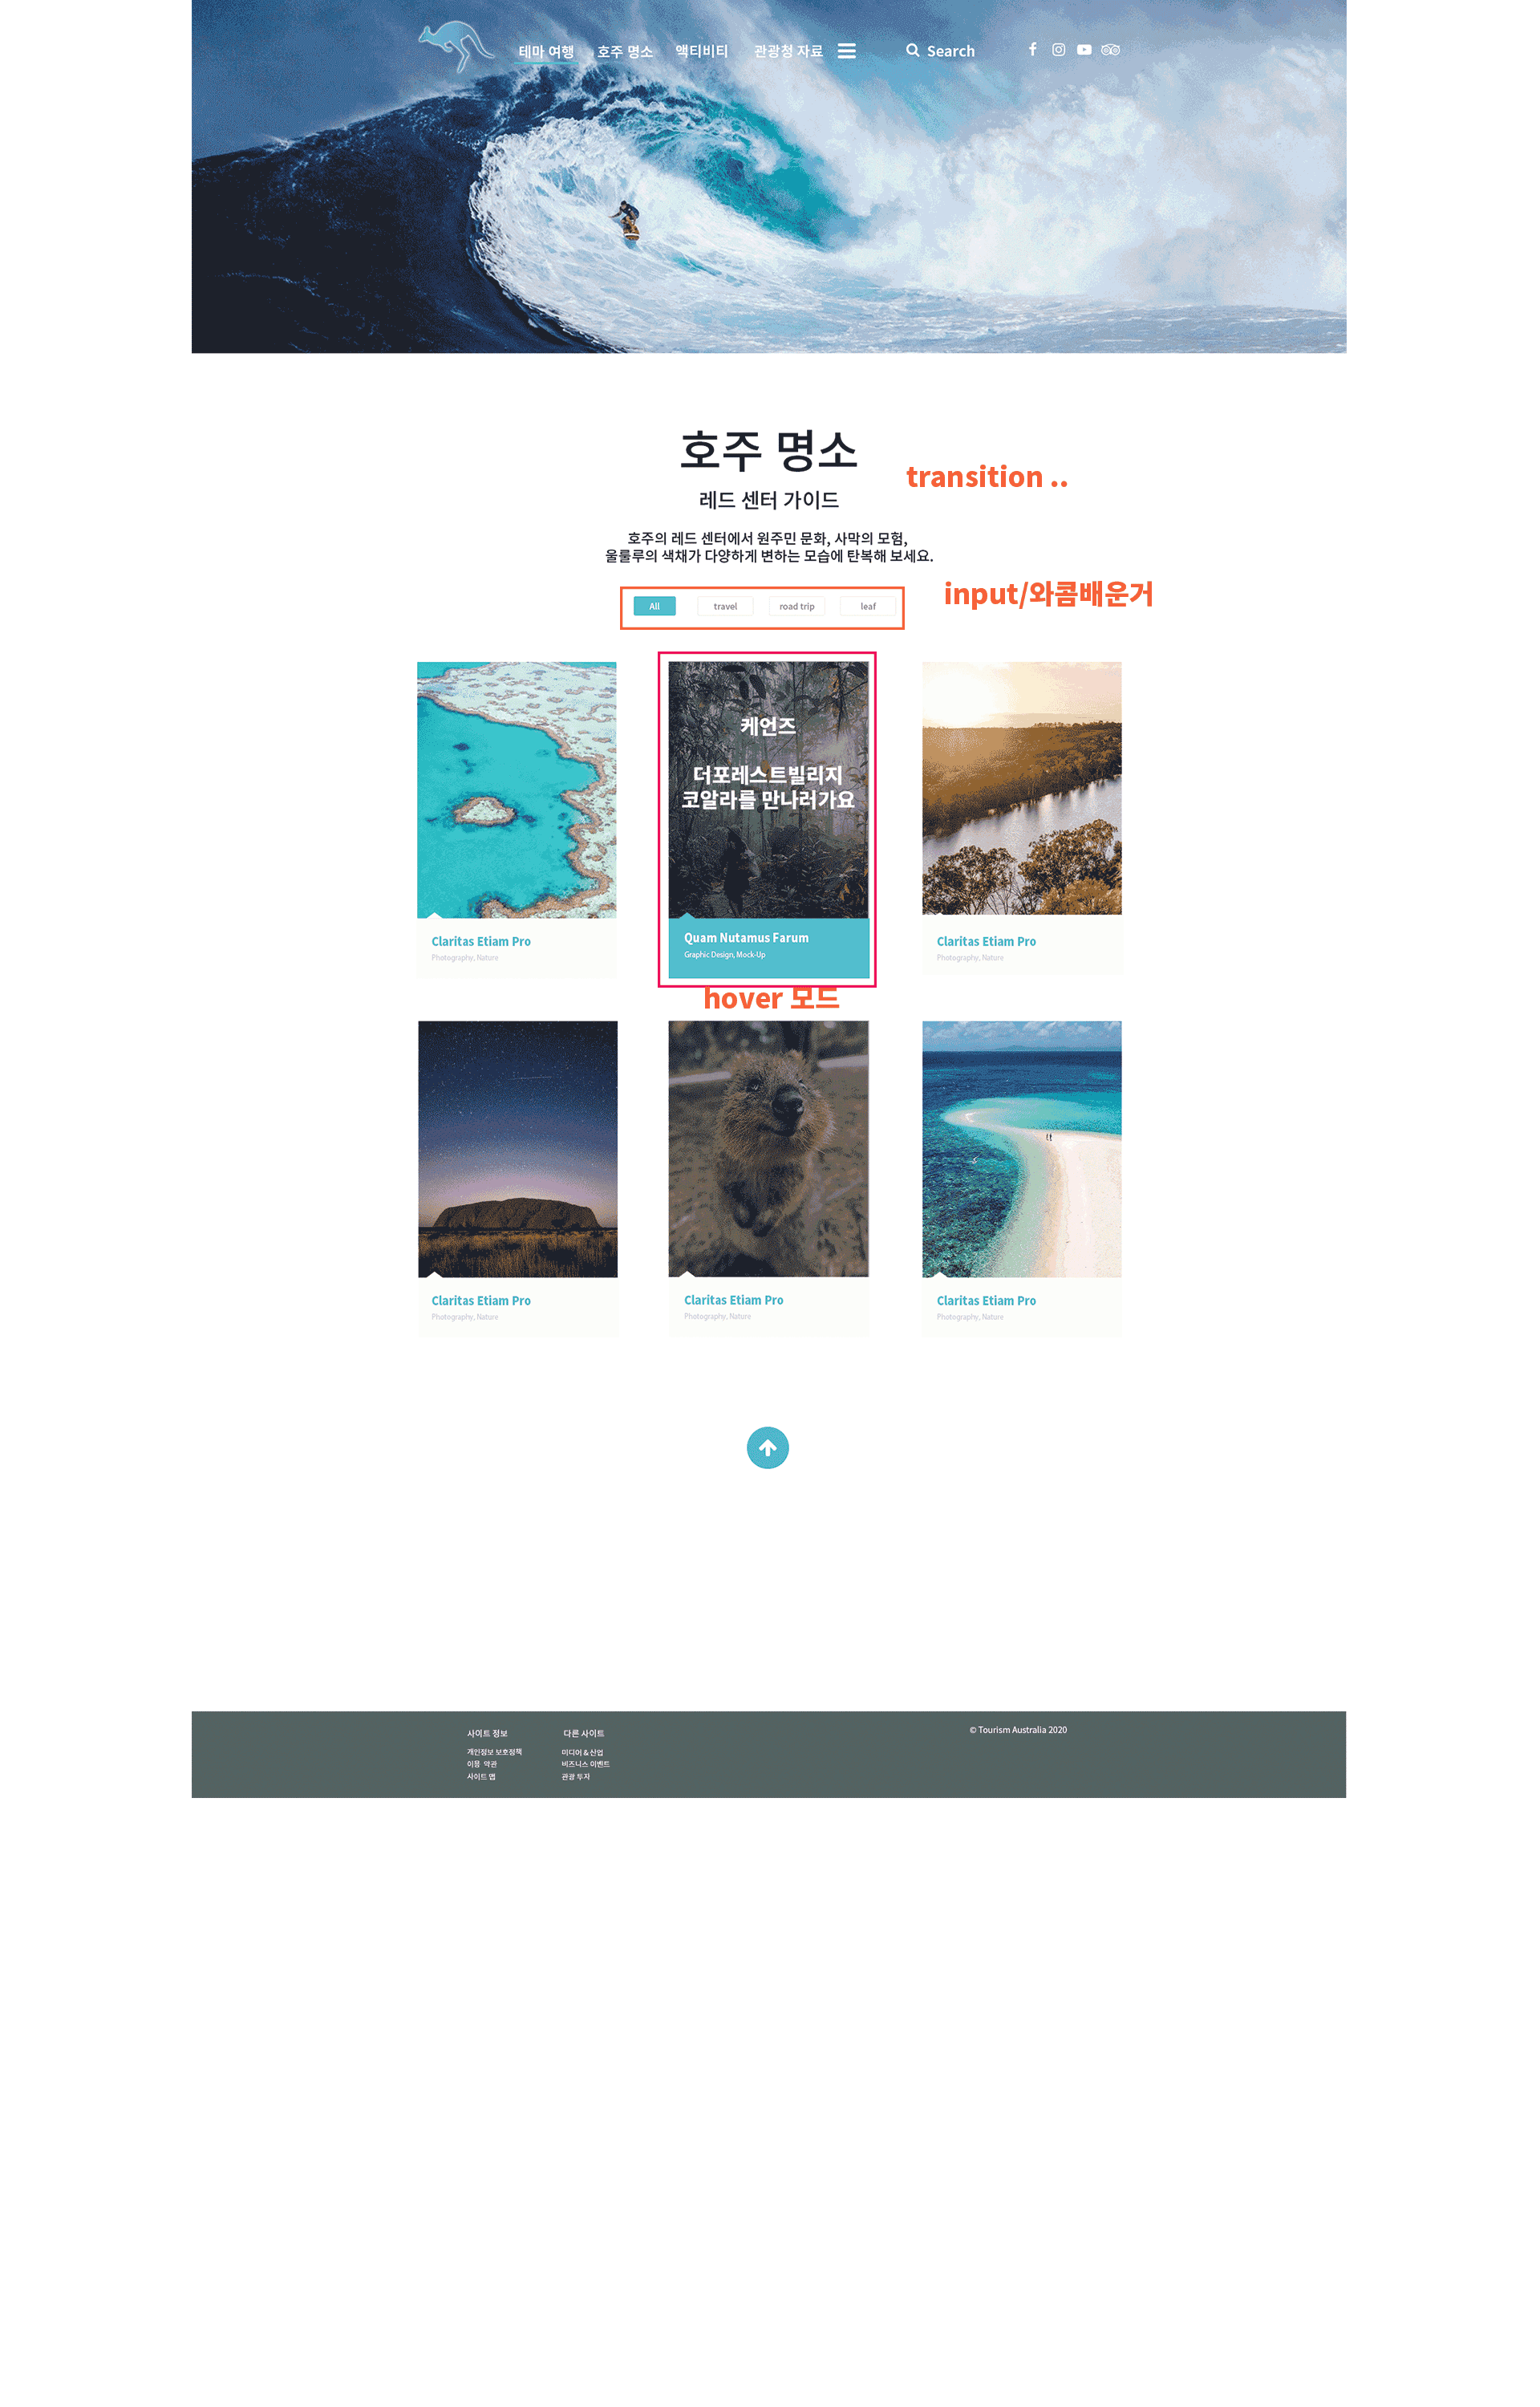 테마 여행
호주 명소
액티비티
관광청 자료
Search
호주 명소
transition ..
레드 센터 가이드
호주의 레드 센터에서 원주민 문화, 사막의 모험,
울룰루의 색채가 다양하게 변하는 모습에 탄복해 보세요.
input/와콤배운거
All
travel
road trip
leaf
케언즈
더포레스트빌리지
코알라를 만나러가요
Claritas Etiam Pro
Photography, Nature
Quam Nutamus Farum
Graphic Design, Mock-Up
Claritas Etiam Pro
Photography, Nature
hover 모드
Claritas Etiam Pro
Photography, Nature
Claritas Etiam Pro
Photography, Nature
Claritas Etiam Pro
Photography, Nature
사이트 정보
개인정보 보호정책
이용 약관
사이트 맵
다른 사이트
미디어 & 산업
비즈니스 이벤트
관광 투자
© Tourism Australia 2020